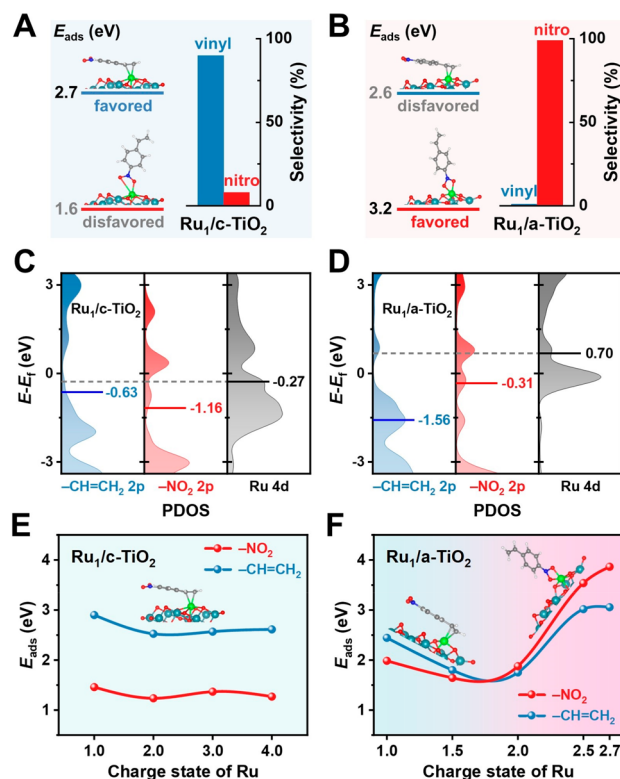 A
E_ads (eV)
vinyl
100
2.7
favored
50
Selectivity (%)
nitro
1.6
disfavored
0
Ru₁/c-TiO₂
B
E_ads (eV)
nitro
100
2.6
disfavored
50
Selectivity (%)
vinyl
3.2
favored
0
Ru₁/a-TiO₂
C
3
Ru₁/c-TiO₂
E-E_f (eV)
0
-0.27
-0.63
-1.16
-3
–CH=CH₂ 2p
–NO₂ 2p
Ru 4d
PDOS
D
3
Ru₁/a-TiO₂
E-E_f (eV)
0.70
0
-0.31
-1.56
-3
–CH=CH₂ 2p
–NO₂ 2p
Ru 4d
PDOS
E
Ru₁/c-TiO₂
–NO₂
–CH=CH₂
E_ads (eV)
4
3
2
1
1.0
2.0
3.0
4.0
Charge state of Ru
F
Ru₁/a-TiO₂
E_ads (eV)
4
3
2
1
–NO₂
–CH=CH₂
1.0
1.5
2.0
2.5
2.7
Charge state of Ru